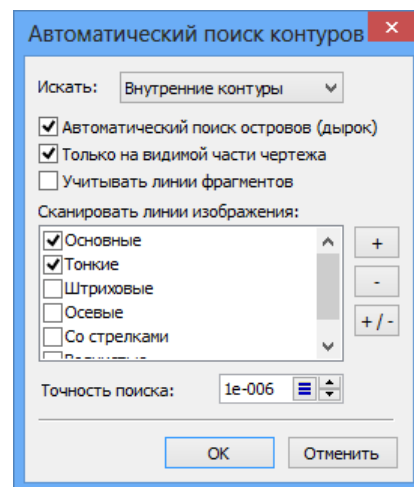 Автоматический поиск контуров
Искать: Внутренние контуры
Автоматический поиск островов (дырок)
Только на видимой части чертежа
Учитывать линии фрагментов
Сканировать линии изображения:
Основные
+
Тонкие
Штриховые
-
Осевые
+ / -
Со стрелками
Точность поиска: 1e-006
OK Отменить